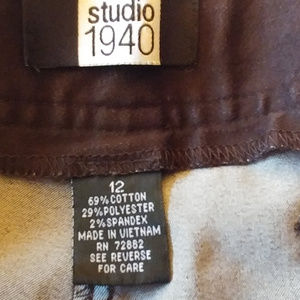 studio
1940
12
69%COTTON
29%POLYESTER
2%SPANDEX
MADE IN VIETNAM
RN 72882
SEE REVERSE
FOR CARE